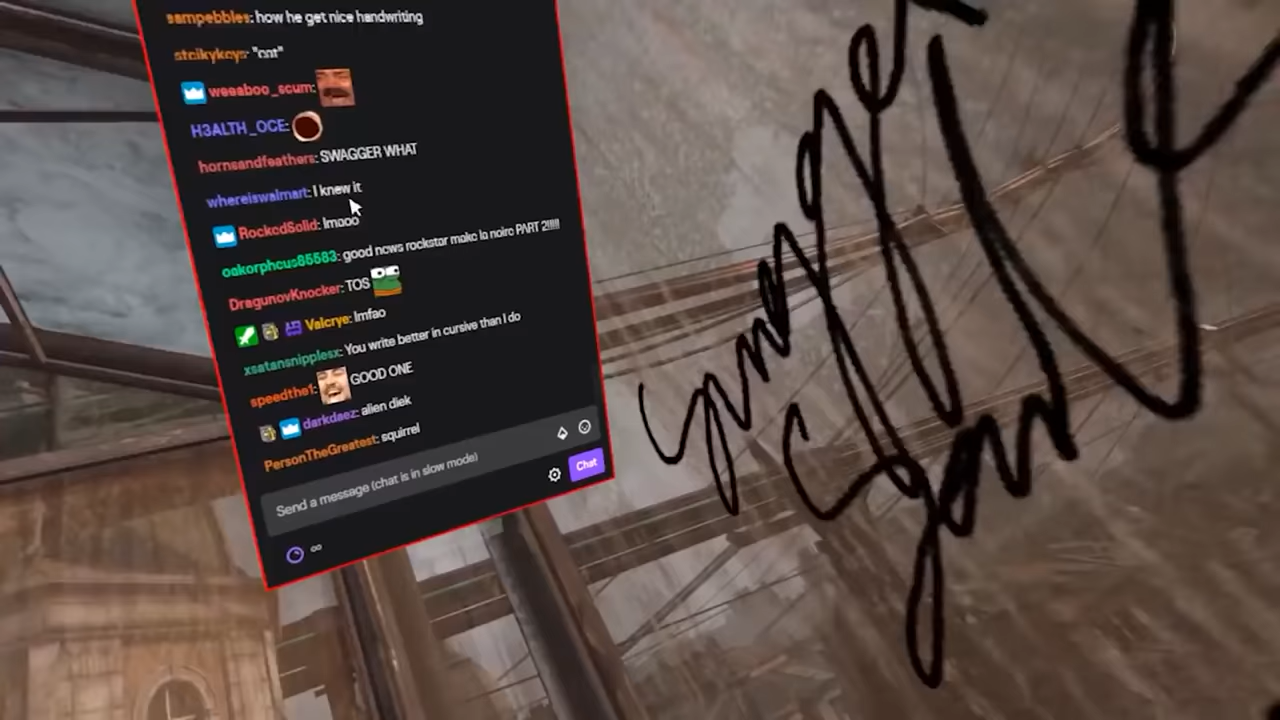 sampebbles: how he get nice handwriting
stcikykeys: "cat"
weeaboo_scum:
H3ALTH_OCE:
hornsandfeathers: SWAGGER WHAT
whereiswalmart: I knew it
RockedSolid: lmaoo
oakorpheus85583: good news rockstar make la noire PART 2!!!!!
DragunovKnocker: TOS
Valcrye: lmfao
xsatansnipplesx: You write better in cursive than I do
speedthe1: GOOD ONE
darkdaez: alien diek
PersonTheGreatest: squirrel
Send a message (chat is in slow mode)
Chat
∞